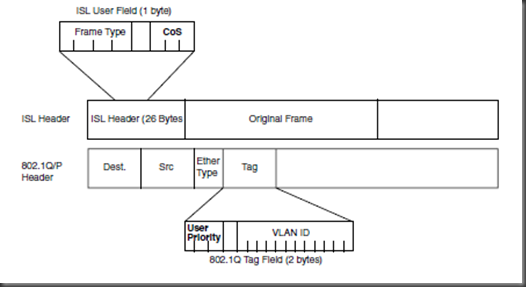 ISL User Field (1 byte)
Frame Type CoS
ISL Header ISL Header (26 Bytes Original Frame
802.1Q/P
Header
Dest. Src Ether
Type Tag
User
Priority VLAN ID
802.1Q Tag Field (2 bytes)